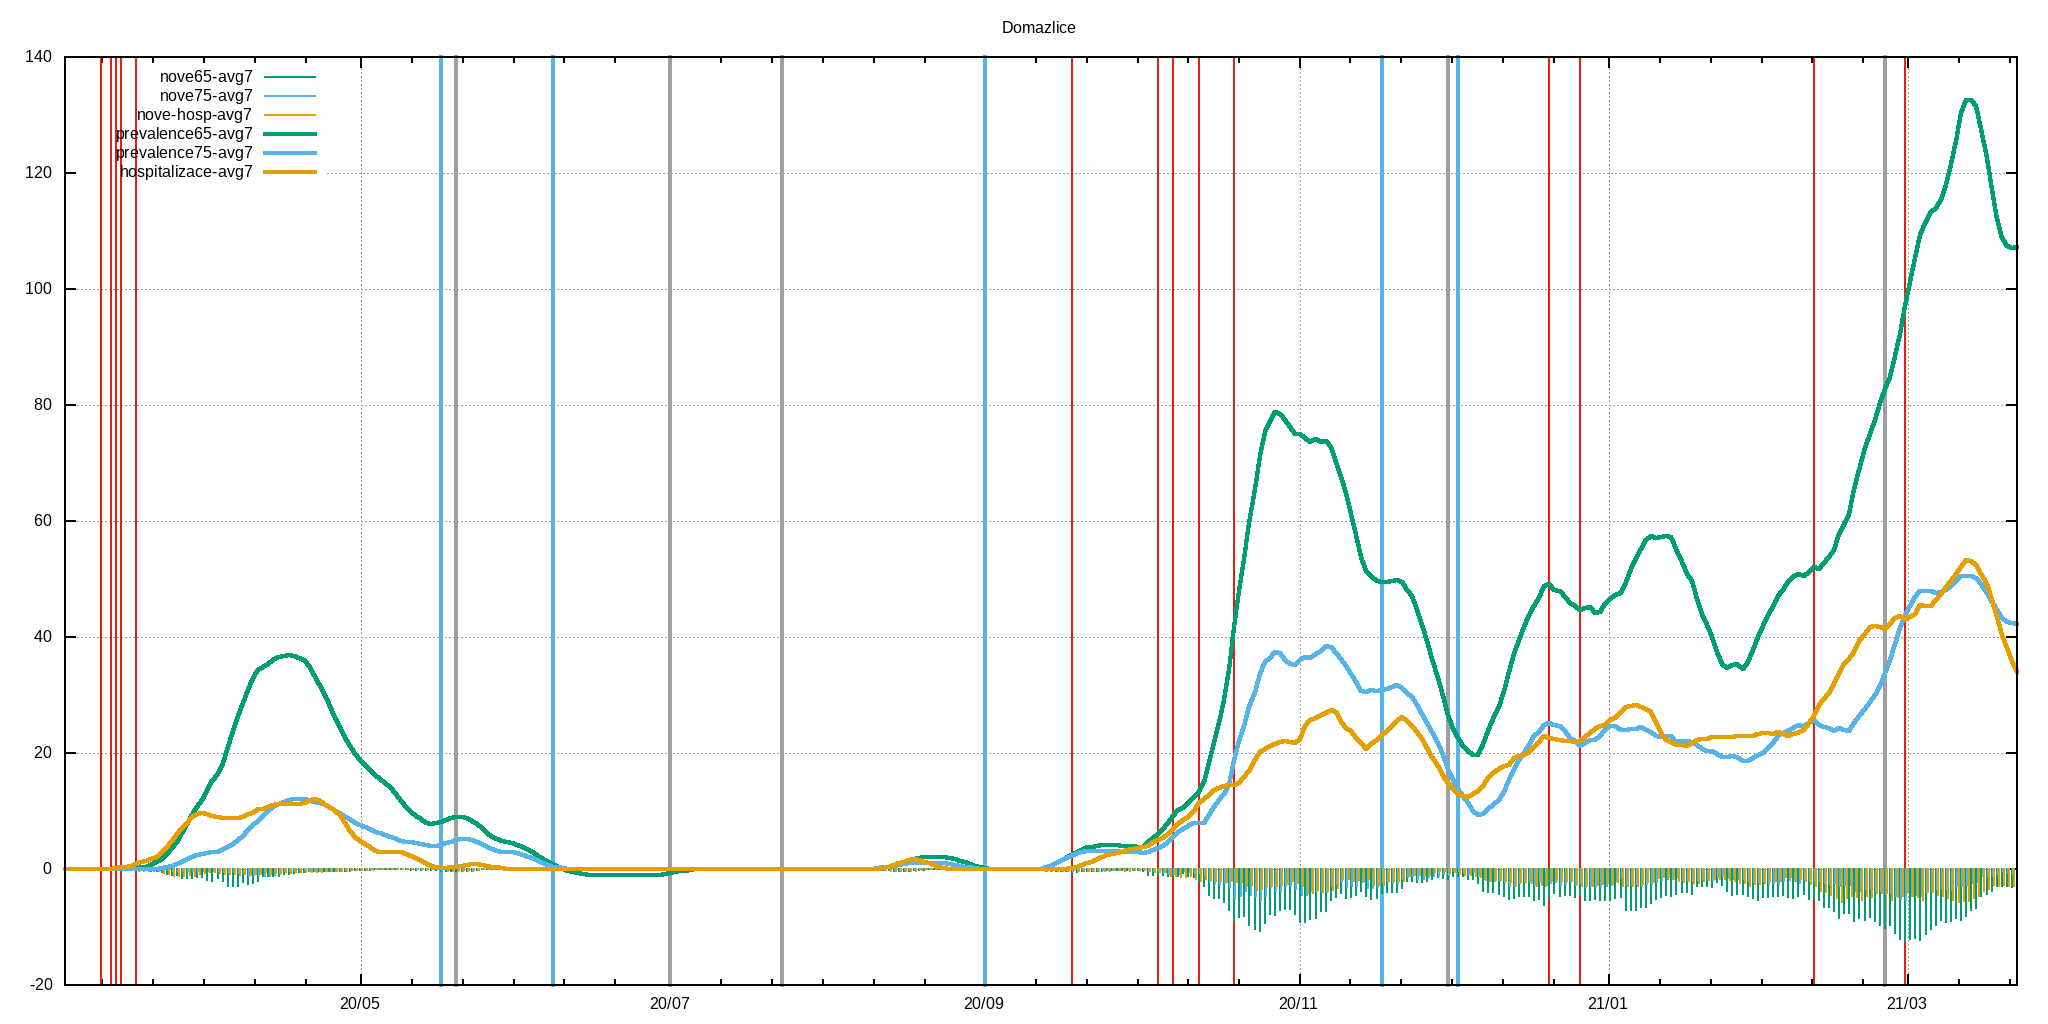 Domazlice
140
120
100
80
60
40
20
0
-20
nove65-avg7
nove75-avg7
nove-hosp-avg7
prevalence65-avg7
prevalence75-avg7
hospitalizace-avg7
20/05 20/07 20/09 20/11 21/01 21/03